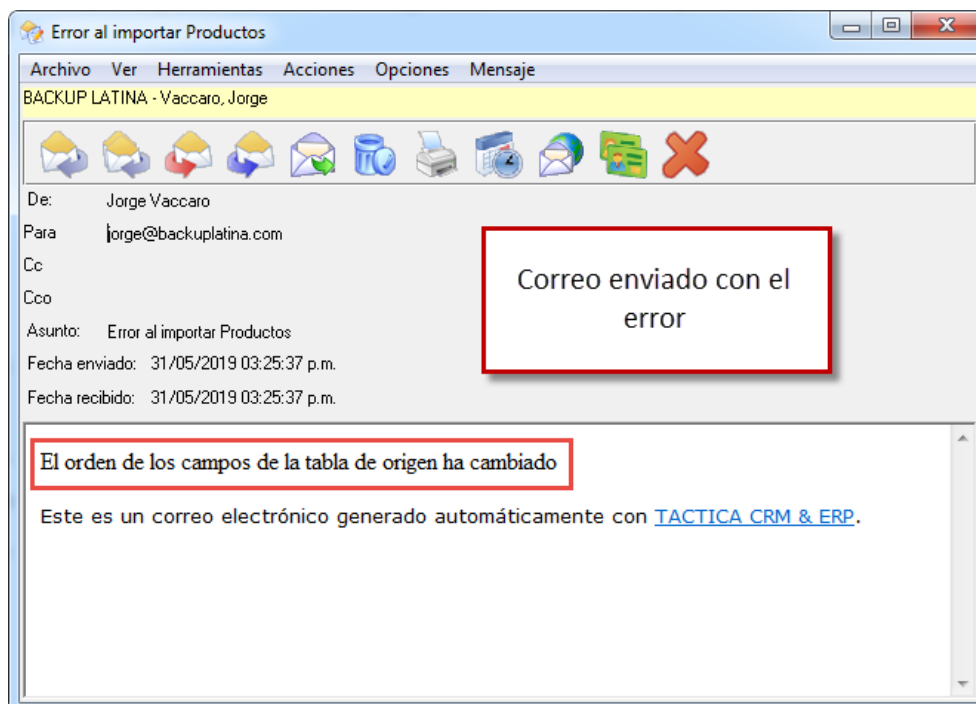 Error al importar Productos
Archivo Ver Herramientas Acciones Opciones Mensaje
BACKUP LATINA - Vaccaro, Jorge
De: Jorge Vaccaro
Para jorge@backuplatina.com
Cc
Cco
Asunto: Error al importar Productos
Fecha enviado: 31/05/2019 03:25:37 p.m.
Fecha recibido: 31/05/2019 03:25:37 p.m.
Correo enviado con el
error
El orden de los campos de la tabla de origen ha cambiado
Este es un correo electrónico generado automáticamente con TACTICA CRM & ERP.